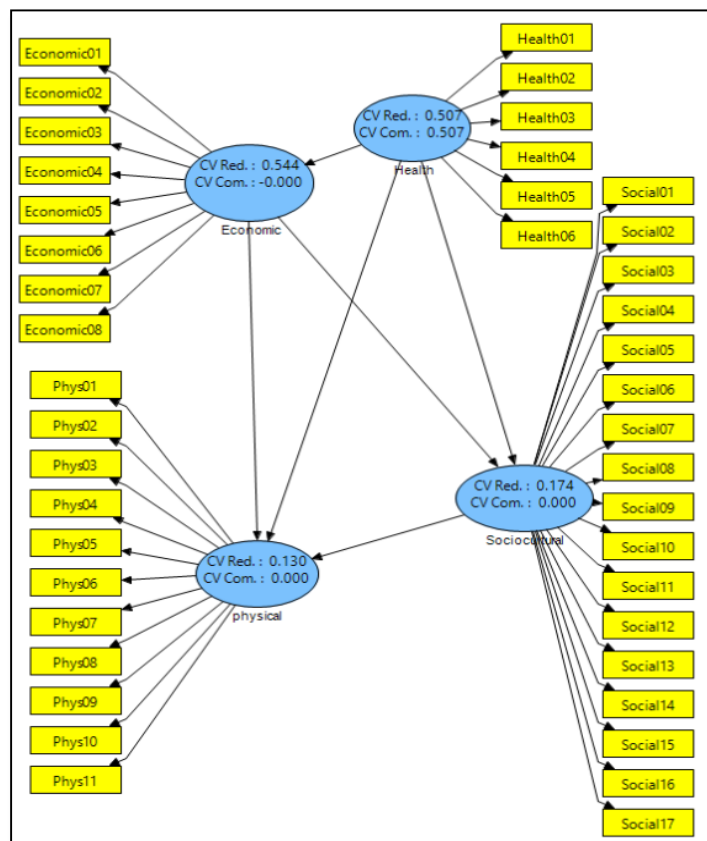 Economic01
Economic02
Economic03
Economic04
Economic05
Economic06
Economic07
Economic08
CV Red. : 0.544
CV Com. : -0.000
Economic
CV Red. : 0.507
CV Com. : 0.507
Health
Health01
Health02
Health03
Health04
Health05
Health06
Phys01
Phys02
Phys03
Phys04
Phys05
Phys06
Phys07
Phys08
Phys09
Phys10
Phys11
CV Red. : 0.130
CV Com. : 0.000
physical
CV Red. : 0.174
CV Com. : 0.000
Sociocultural
Social01
Social02
Social03
Social04
Social05
Social06
Social07
Social08
Social09
Social10
Social11
Social12
Social13
Social14
Social15
Social16
Social17